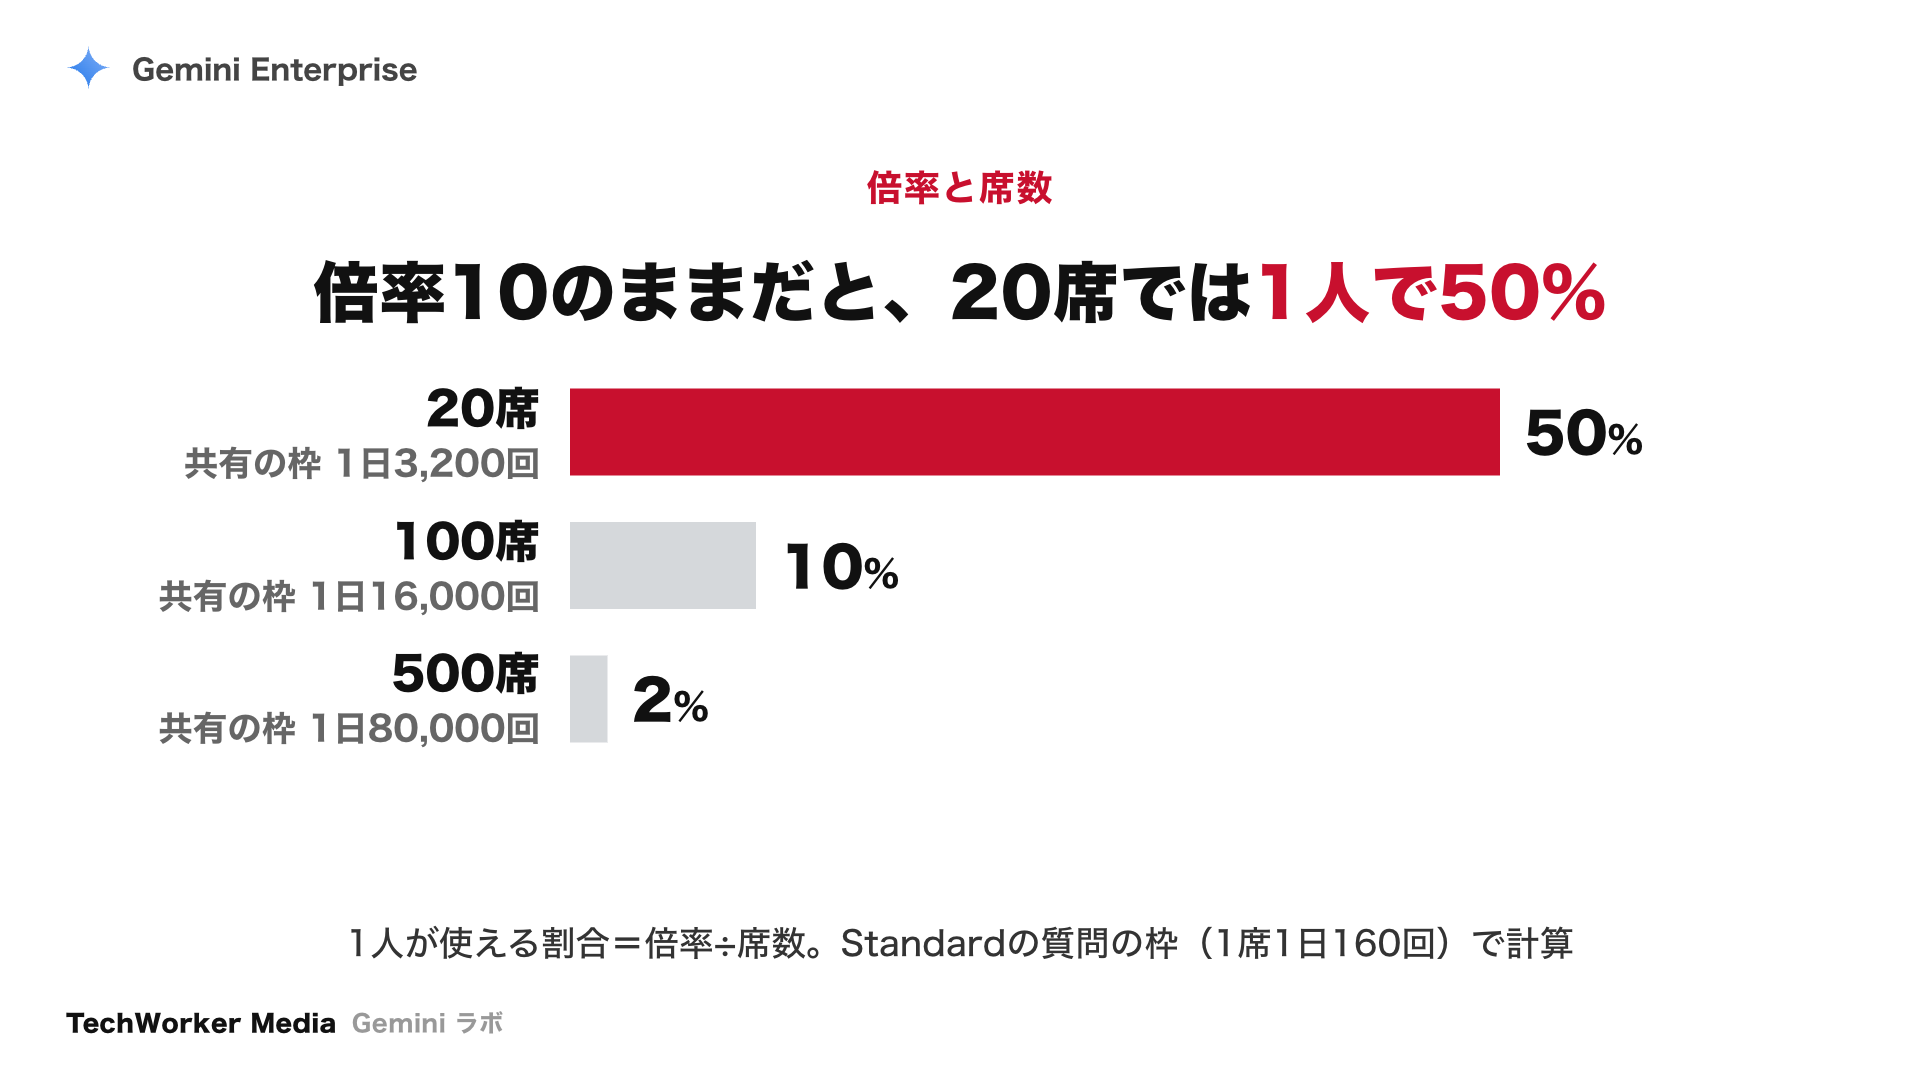 Gemini Enterprise
倍率と席数
倍率10のままだと、20席では1人で50%
20席
共有の枠 1日3,200回
50%
100席
共有の枠 1日16,000回
10%
500席
共有の枠 1日80,000回
2%
1人が使える割合＝倍率÷席数。Standardの質問の枠（1席1日160回）で計算
TechWorker Media Gemini ラボ